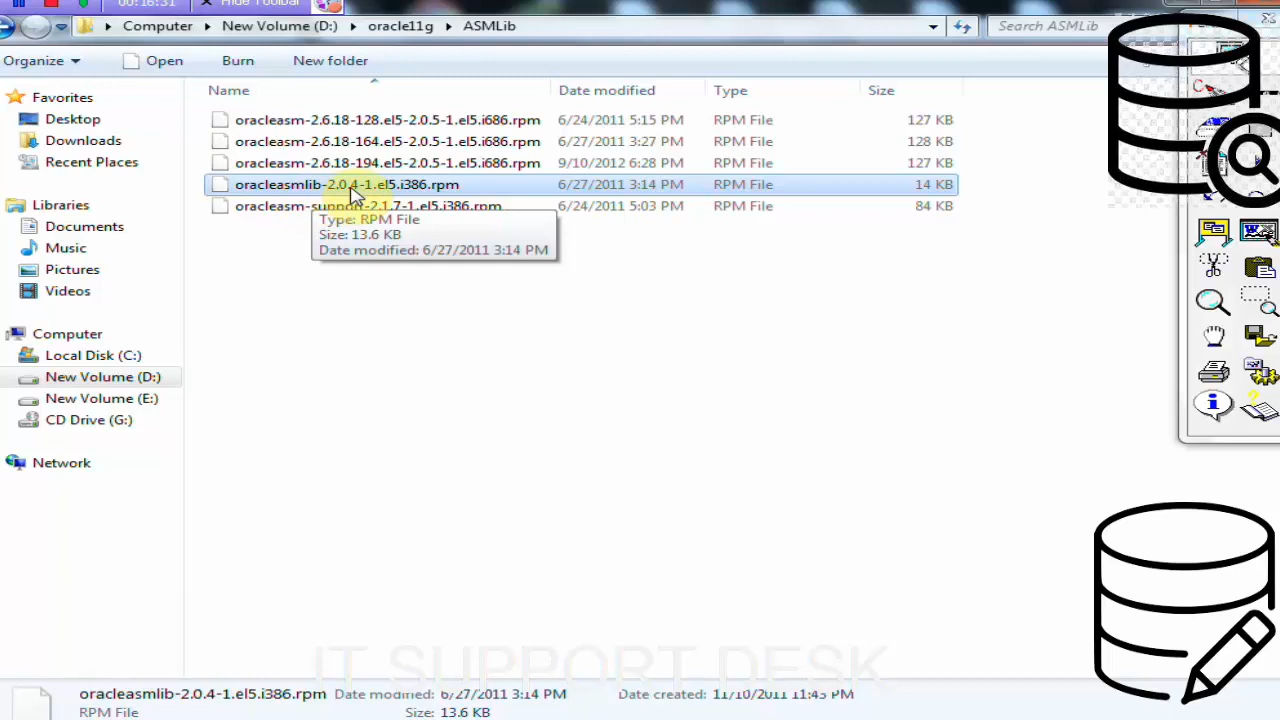 00:16:31 Hide Toolbar
Computer New Volume (D:) oracle11g ASMLib Search ASMLib
Organize Open Burn New folder
Name Date modified Type Size
Favorites
Desktop
Downloads
Recent Places
Libraries
Documents
Music
Pictures
Videos
Computer
Local Disk (C:)
New Volume (D:)
New Volume (E:)
CD Drive (G:)
Network
oracleasm-2.6.18-128.el5-2.0.5-1.el5.i686.rpm 6/24/2011 5:15 PM RPM File 127 KB
oracleasm-2.6.18-164.el5-2.0.5-1.el5.i686.rpm 6/27/2011 3:27 PM RPM File 128 KB
oracleasm-2.6.18-194.el5-2.0.5-1.el5.i686.rpm 9/10/2012 6:28 PM RPM File 127 KB
oracleasmlib-2.0.4-1.el5.i386.rpm 6/27/2011 3:14 PM RPM File 14 KB
oracleasm-support-2.1.7-1.el5.i386.rpm 6/24/2011 5:03 PM RPM File 84 KB
Type: RPM File
Size: 13.6 KB
Date modified: 6/27/2011 3:14 PM
IT SUPPORT DESK
oracleasmlib-2.0.4-1.el5.i386.rpm Date modified: 6/27/2011 3:14 PM Date created: 11/10/2011 11:45 PM
RPM File Size: 13.6 KB